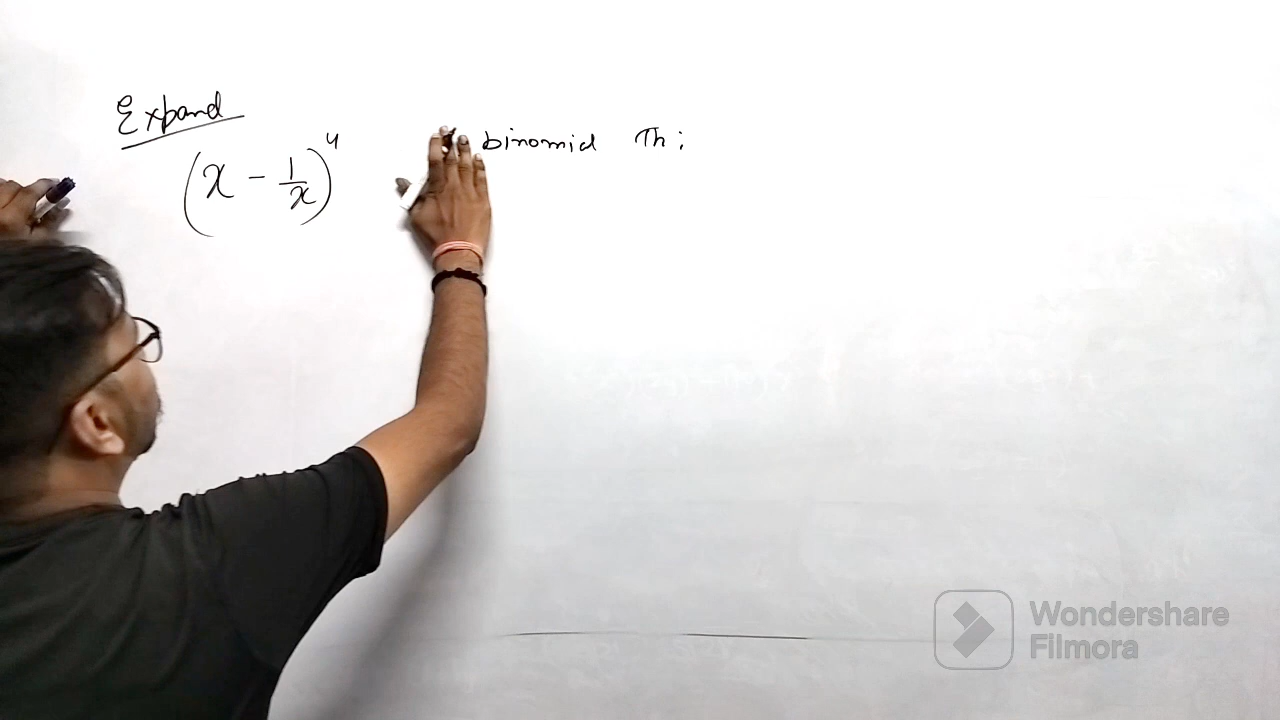 Expand
(x - 1/x)^4 binomial Th:
Wondershare
Filmora